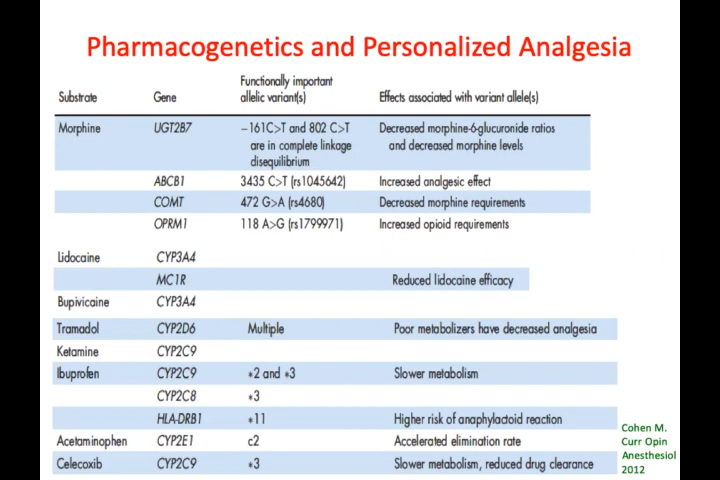 Pharmacogenetics and Personalized Analgesia
Functionally important
Substrate Gene allelic variant(s) Effects associated with variant allele(s)
Morphine UGT2B7 −161C>T and 802 C>T Decreased morphine-6-glucuronide ratios
are in complete linkage and decreased morphine levels
disequilibrium
ABCB1 3435 C>T (rs1045642) Increased analgesic effect
COMT 472 G>A (rs4680) Decreased morphine requirements
OPRM1 118 A>G (rs1799971) Increased opioid requirements
Lidocaine CYP3A4
MC1R Reduced lidocaine efficacy
Bupivicaine CYP3A4
Tramadol CYP2D6 Multiple Poor metabolizers have decreased analgesia
Ketamine CYP2C9
Ibuprofen CYP2C9 *2 and *3 Slower metabolism
CYP2C8 *3
HLA-DRB1 *11 Higher risk of anaphylactoid reaction
Acetaminophen CYP2E1 c2 Accelerated elimination rate
Celecoxib CYP2C9 *3 Slower metabolism, reduced drug clearance
Cohen M.
Curr Opin
Anesthesiol
2012